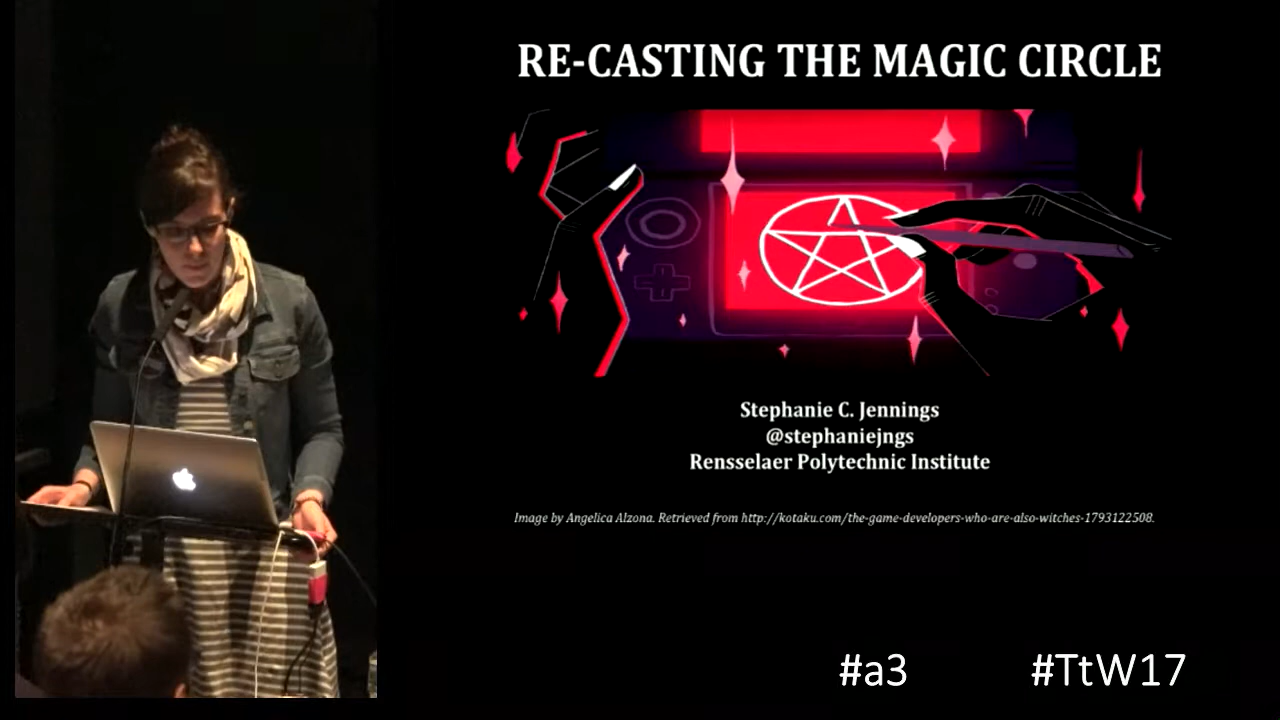 RE-CASTING THE MAGIC CIRCLE
Stephanie C. Jennings
@stephaniejngs
Rensselaer Polytechnic Institute
Image by Angelica Alzona. Retrieved from http://kotaku.com/the-game-developers-who-are-also-witches-1793122508.
#a3 #TtW17